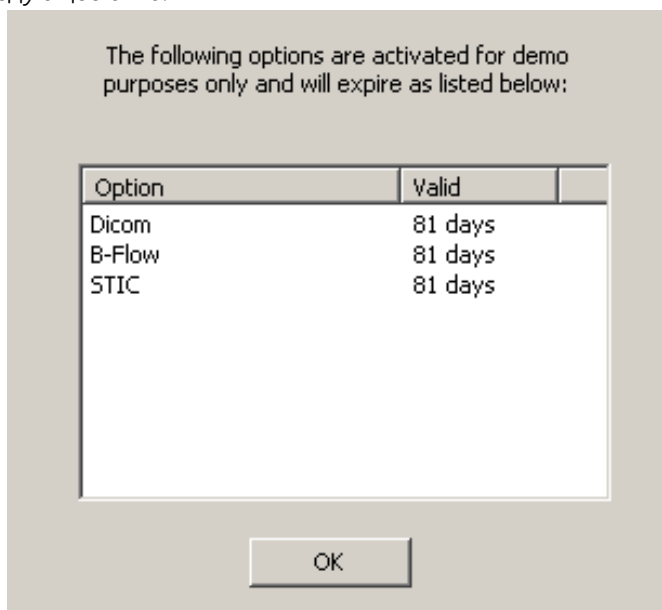 The following options are activated for demo
purposes only and will expire as listed below:
Option Valid
Dicom 81 days
B-Flow 81 days
STIC 81 days
OK